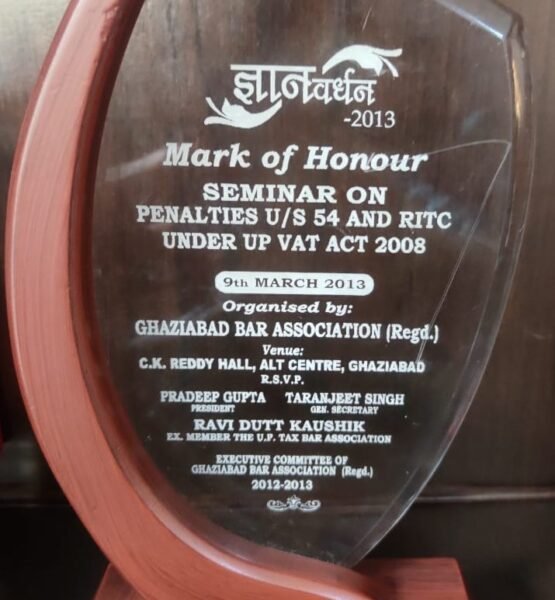 ज्ञानवर्धन
-2013
Mark of Honour
SEMINAR ON
PENALTIES U/S 54 AND RITC
UNDER UP VAT ACT 2008
9th MARCH 2013
Organised by:
GHAZIABAD BAR ASSOCIATION (Regd.)
Venue:
C.K. REDDY HALL, ALT CENTRE, GHAZIABAD
R.S.V.P.
PRADEEP GUPTA TARANJEET SINGH
PRESIDENT GEN. SECRETARY
RAVI DUTT KAUSHIK
EX. MEMBER THE U.P. TAX BAR ASSOCIATION
EXECUTIVE COMMITTEE OF
GHAZIABAD BAR ASSOCIATION (Regd.)
2012-2013